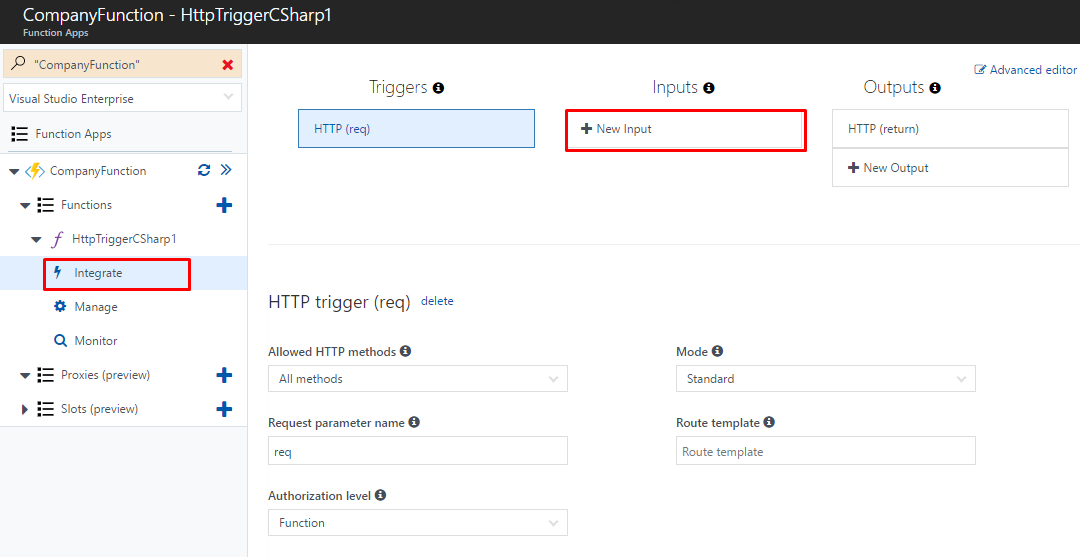 CompanyFunction - HttpTriggerCSharp1
Function Apps
"CompanyFunction"
Visual Studio Enterprise
Function Apps
CompanyFunction
Functions
HttpTriggerCSharp1
Integrate
Manage
Monitor
Proxies (preview)
Slots (preview)
Advanced editor
Triggers
HTTP (req)
Inputs
New Input
Outputs
HTTP (return)
New Output
HTTP trigger (req) delete
Allowed HTTP methods
All methods
Mode
Standard
Request parameter name
req
Route template
Route template
Authorization level
Function